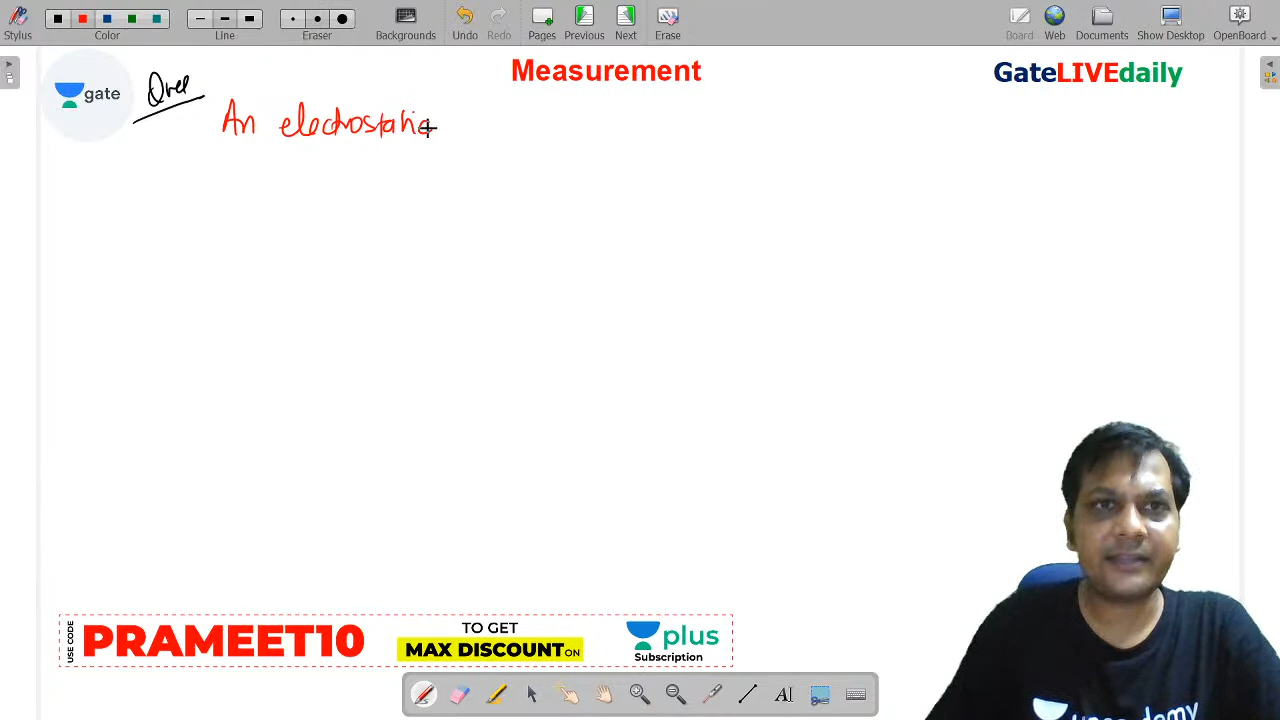 Stylus
Color
Line
Eraser
Backgrounds
Undo
Redo
Pages
Previous
Next
Erase
Board
Web
Documents
Show Desktop
OpenBoard
gate
Measurement
GateLIVEdaily
An electrostatic
USE CODE
PRAMEET10
TO GET
MAX DISCOUNT ON
plus
Subscription